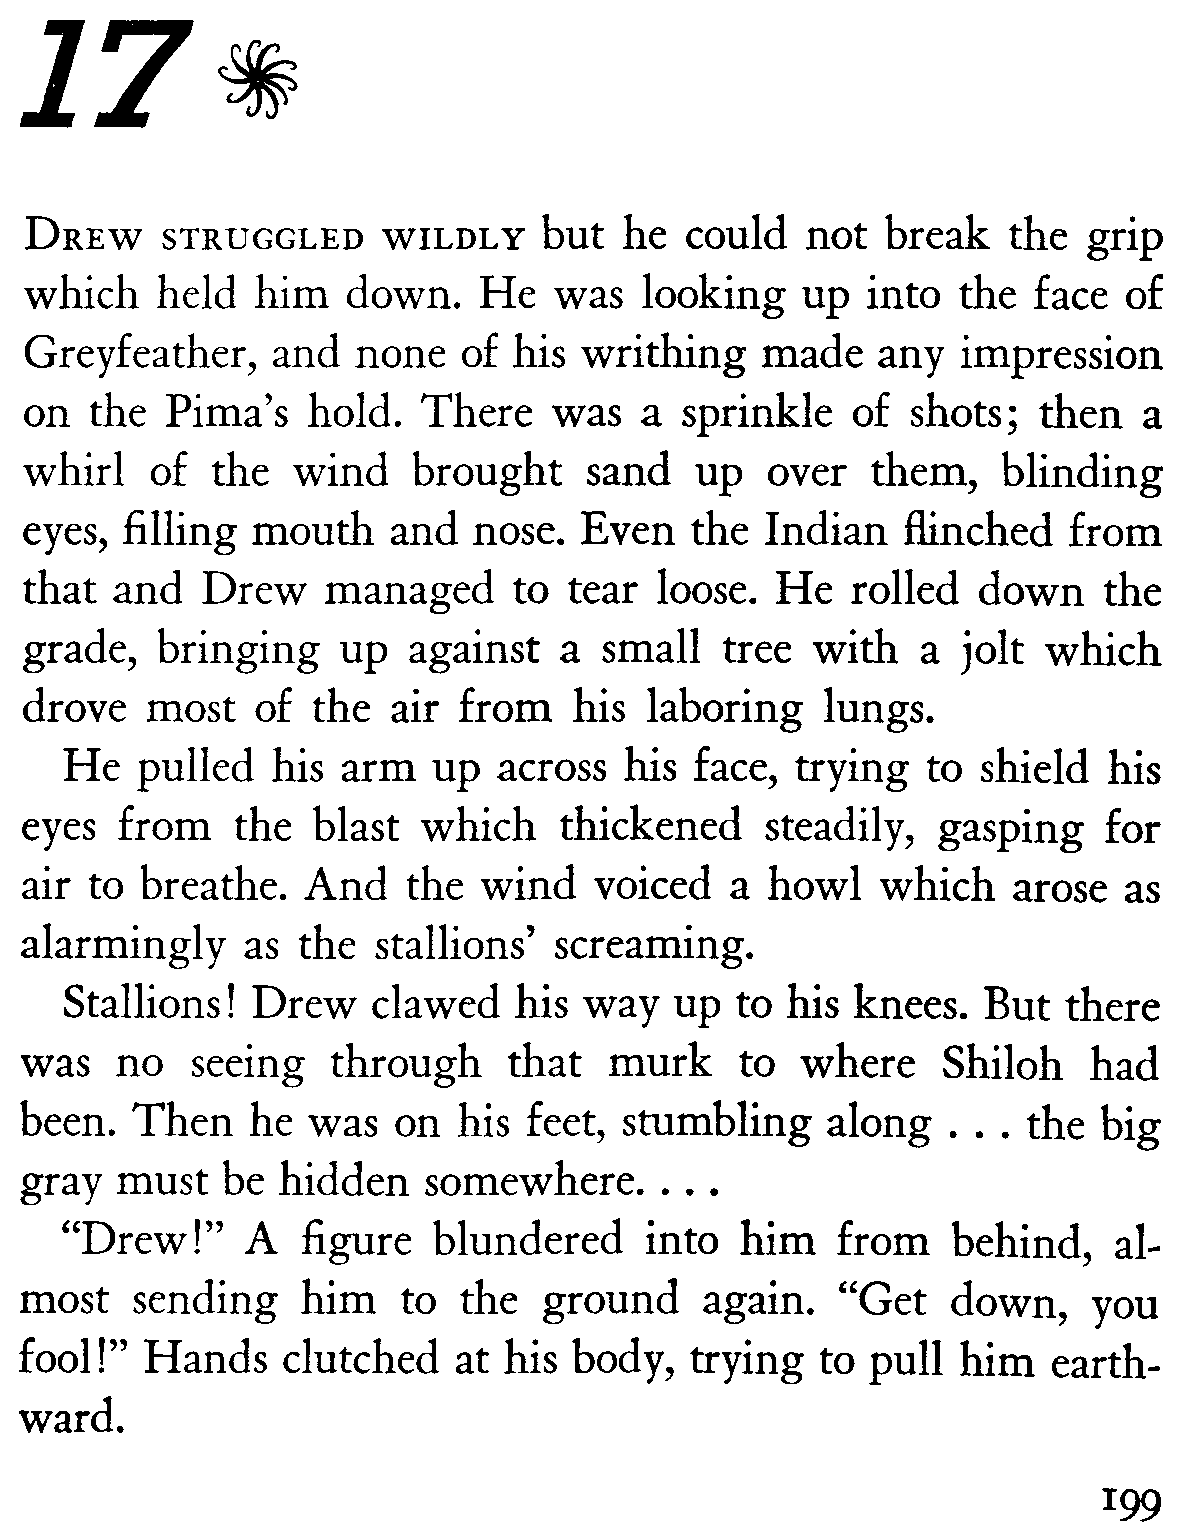 17
DREW STRUGGLED WILDLY but he could not break the grip
which held him down. He was looking up into the face of
Greyfeather, and none of his writhing made any impression
on the Pima’s hold. There was a sprinkle of shots; then a
whirl of the wind brought sand up over them, blinding
eyes, filling mouth and nose. Even the Indian flinched from
that and Drew managed to tear loose. He rolled down the
grade, bringing up against a small tree with a jolt which
drove most of the air from his laboring lungs.
He pulled his arm up across his face, trying to shield his
eyes from the blast which thickened steadily, gasping for
air to breathe. And the wind voiced a howl which arose as
alarmingly as the stallions’ screaming.
Stallions! Drew clawed his way up to his knees. But there
was no seeing through that murk to where Shiloh had
been. Then he was on his feet, stumbling along . . . the big
gray must be hidden somewhere. . . .
“Drew!” A figure blundered into him from behind, al-
most sending him to the ground again. “Get down, you
fool!” Hands clutched at his body, trying to pull him earth-
ward.
199